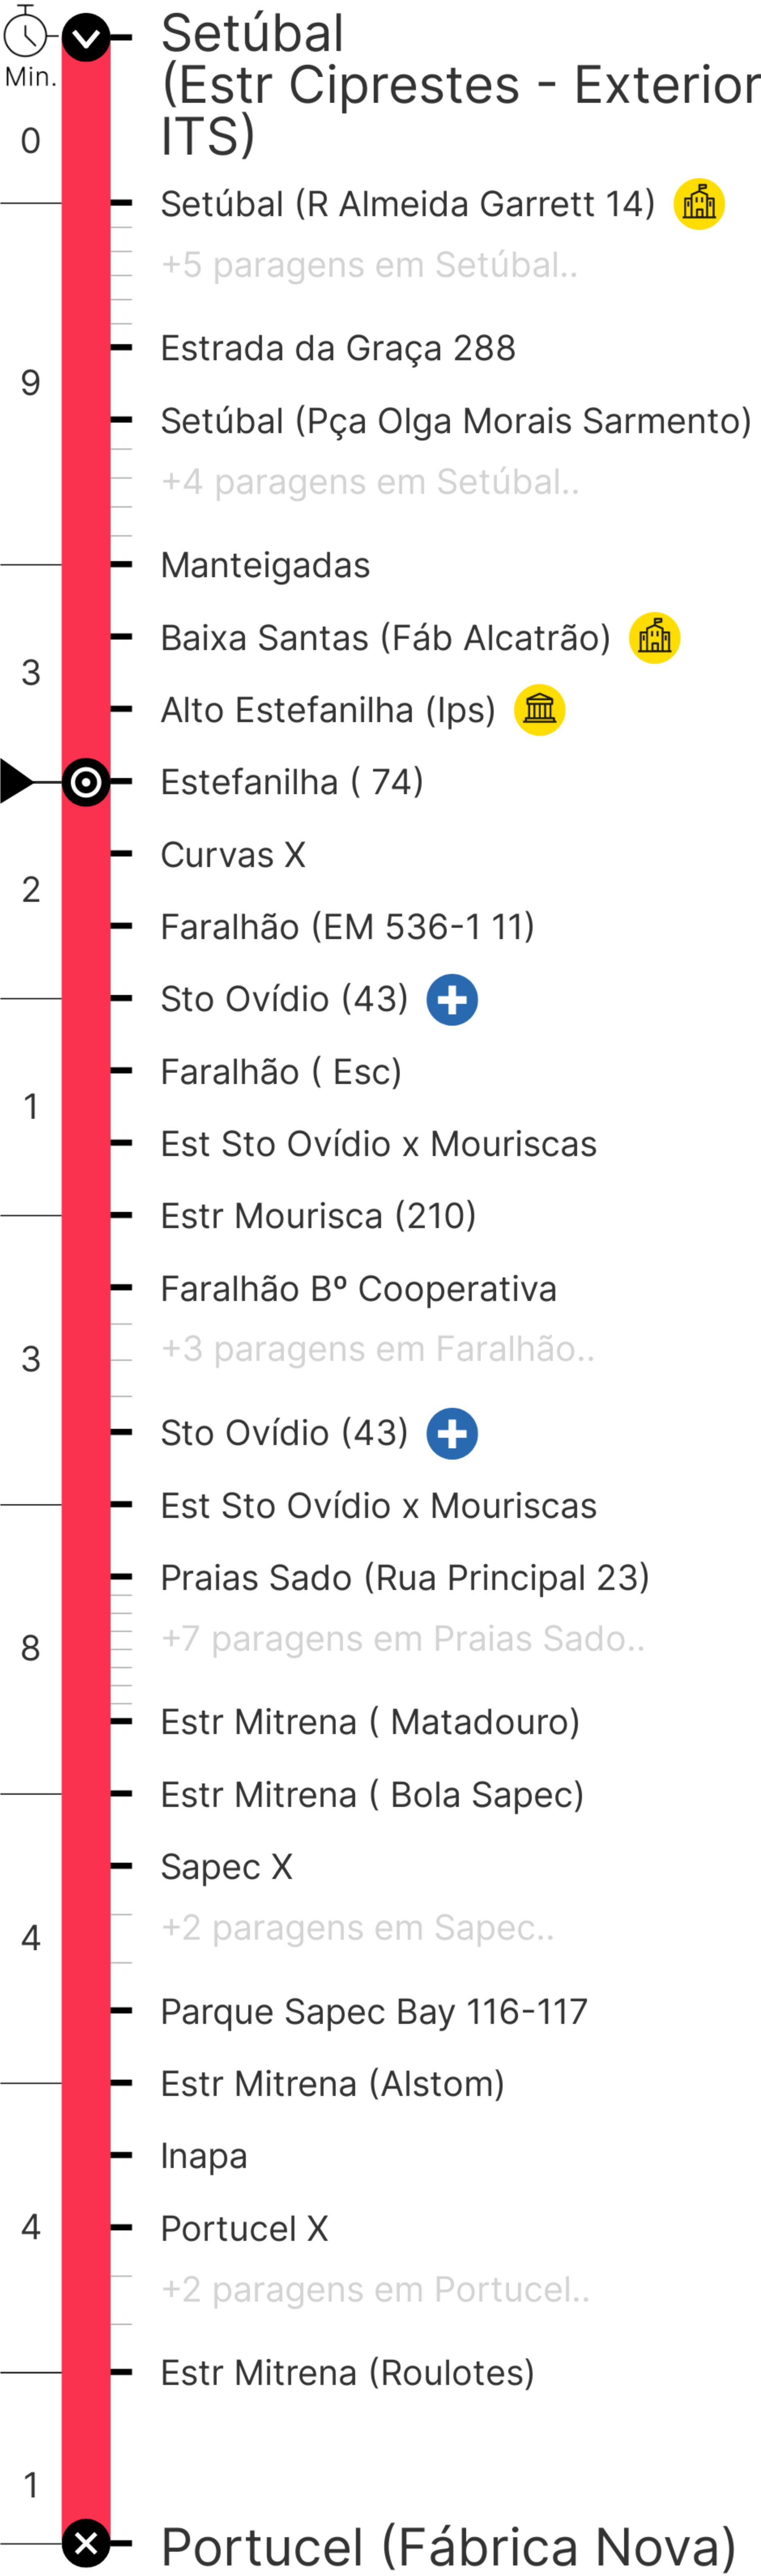 Min.
Setúbal
(Estr Ciprestes - Exterior
ITS)
0
Setúbal (R Almeida Garrett 14)
+5 paragens em Setúbal..
Estrada da Graça 288
9
Setúbal (Pça Olga Morais Sarmento)
+4 paragens em Setúbal..
Manteigadas
Baixa Santas (Fáb Alcatrão)
3
Alto Estefanilha (Ips)
Estefanilha ( 74)
Curvas X
2
Faralhão (EM 536-1 11)
Sto Ovídio (43)
Faralhão ( Esc)
1
Est Sto Ovídio x Mouriscas
Estr Mourisca (210)
Faralhão Bº Cooperativa
+3 paragens em Faralhão..
3
Sto Ovídio (43)
Est Sto Ovídio x Mouriscas
Praias Sado (Rua Principal 23)
+7 paragens em Praias Sado..
8
Estr Mitrena ( Matadouro)
Estr Mitrena ( Bola Sapec)
Sapec X
+2 paragens em Sapec..
4
Parque Sapec Bay 116-117
Estr Mitrena (Alstom)
Inapa
4
Portucel X
+2 paragens em Portucel..
Estr Mitrena (Roulotes)
1
Portucel (Fábrica Nova)